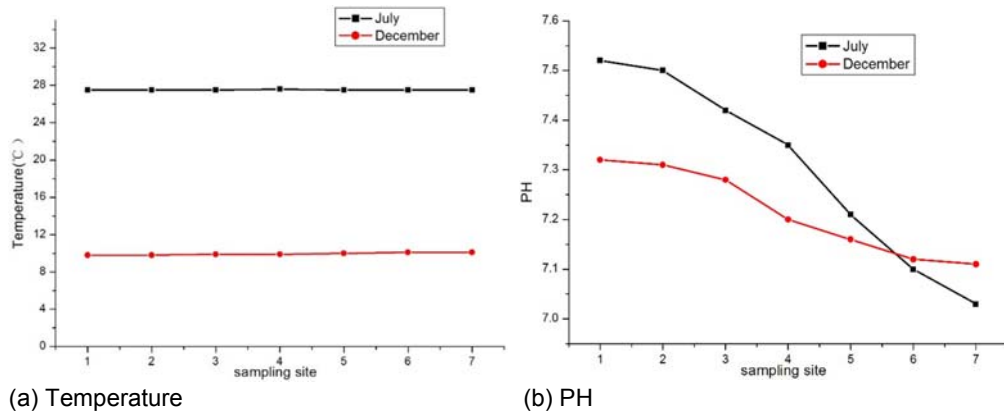 July
December
Temperature(℃)
32
28
24
20
16
12
8
4
0
1 2 3 4 5 6 7
sampling site
(a) Temperature
July
December
PH
7.6
7.5
7.4
7.3
7.2
7.1
7.0
1 2 3 4 5 6 7
sampling site
(b) PH